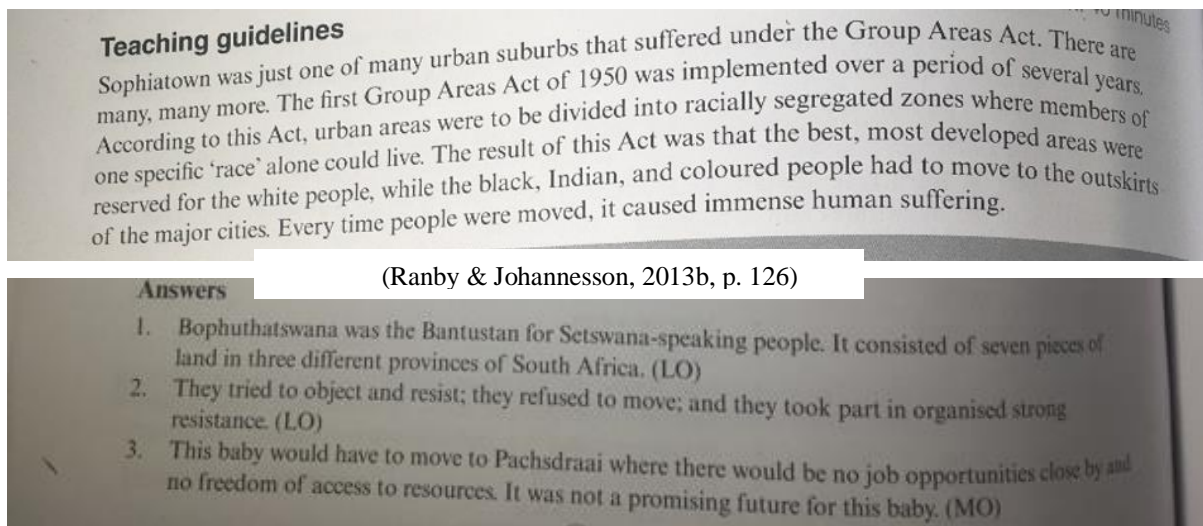 minutes
Teaching guidelines
Sophiatown was just one of many urban suburbs that suffered under the Group Areas Act. There are
many, many more. The first Group Areas Act of 1950 was implemented over a period of several years.
According to this Act, urban areas were to be divided into racially segregated zones where members of
one specific ‘race’ alone could live. The result of this Act was that the best, most developed areas were
reserved for the white people, while the black, Indian, and coloured people had to move to the outskirts
of the major cities. Every time people were moved, it caused immense human suffering.
(Ranby & Johannesson, 2013b, p. 126)
Answers
1. Bophuthatswana was the Bantustan for Setswana-speaking people. It consisted of seven pieces of
land in three different provinces of South Africa. (LO)
2. They tried to object and resist; they refused to move; and they took part in organised strong
resistance. (LO)
3. This baby would have to move to Pachsdraai where there would be no job opportunities close by and
no freedom of access to resources. It was not a promising future for this baby. (MO)